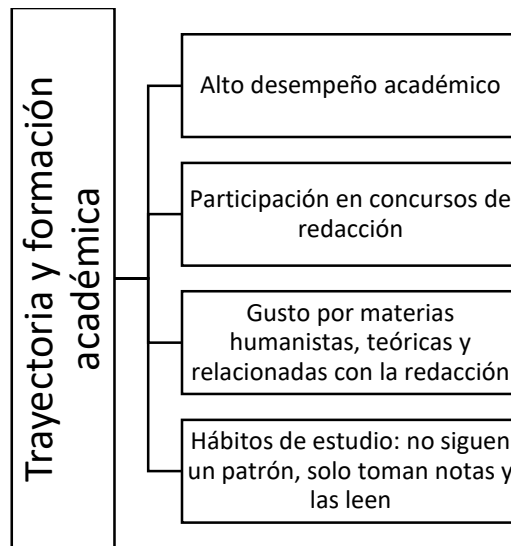 Trayectoria y formación
académica
Alto desempeño académico
Participación en concursos de
redacción
Gusto por materias
humanistas, teóricas y
relacionadas con la redacción
Hábitos de estudio: no siguen
un patrón, solo toman notas y
las leen